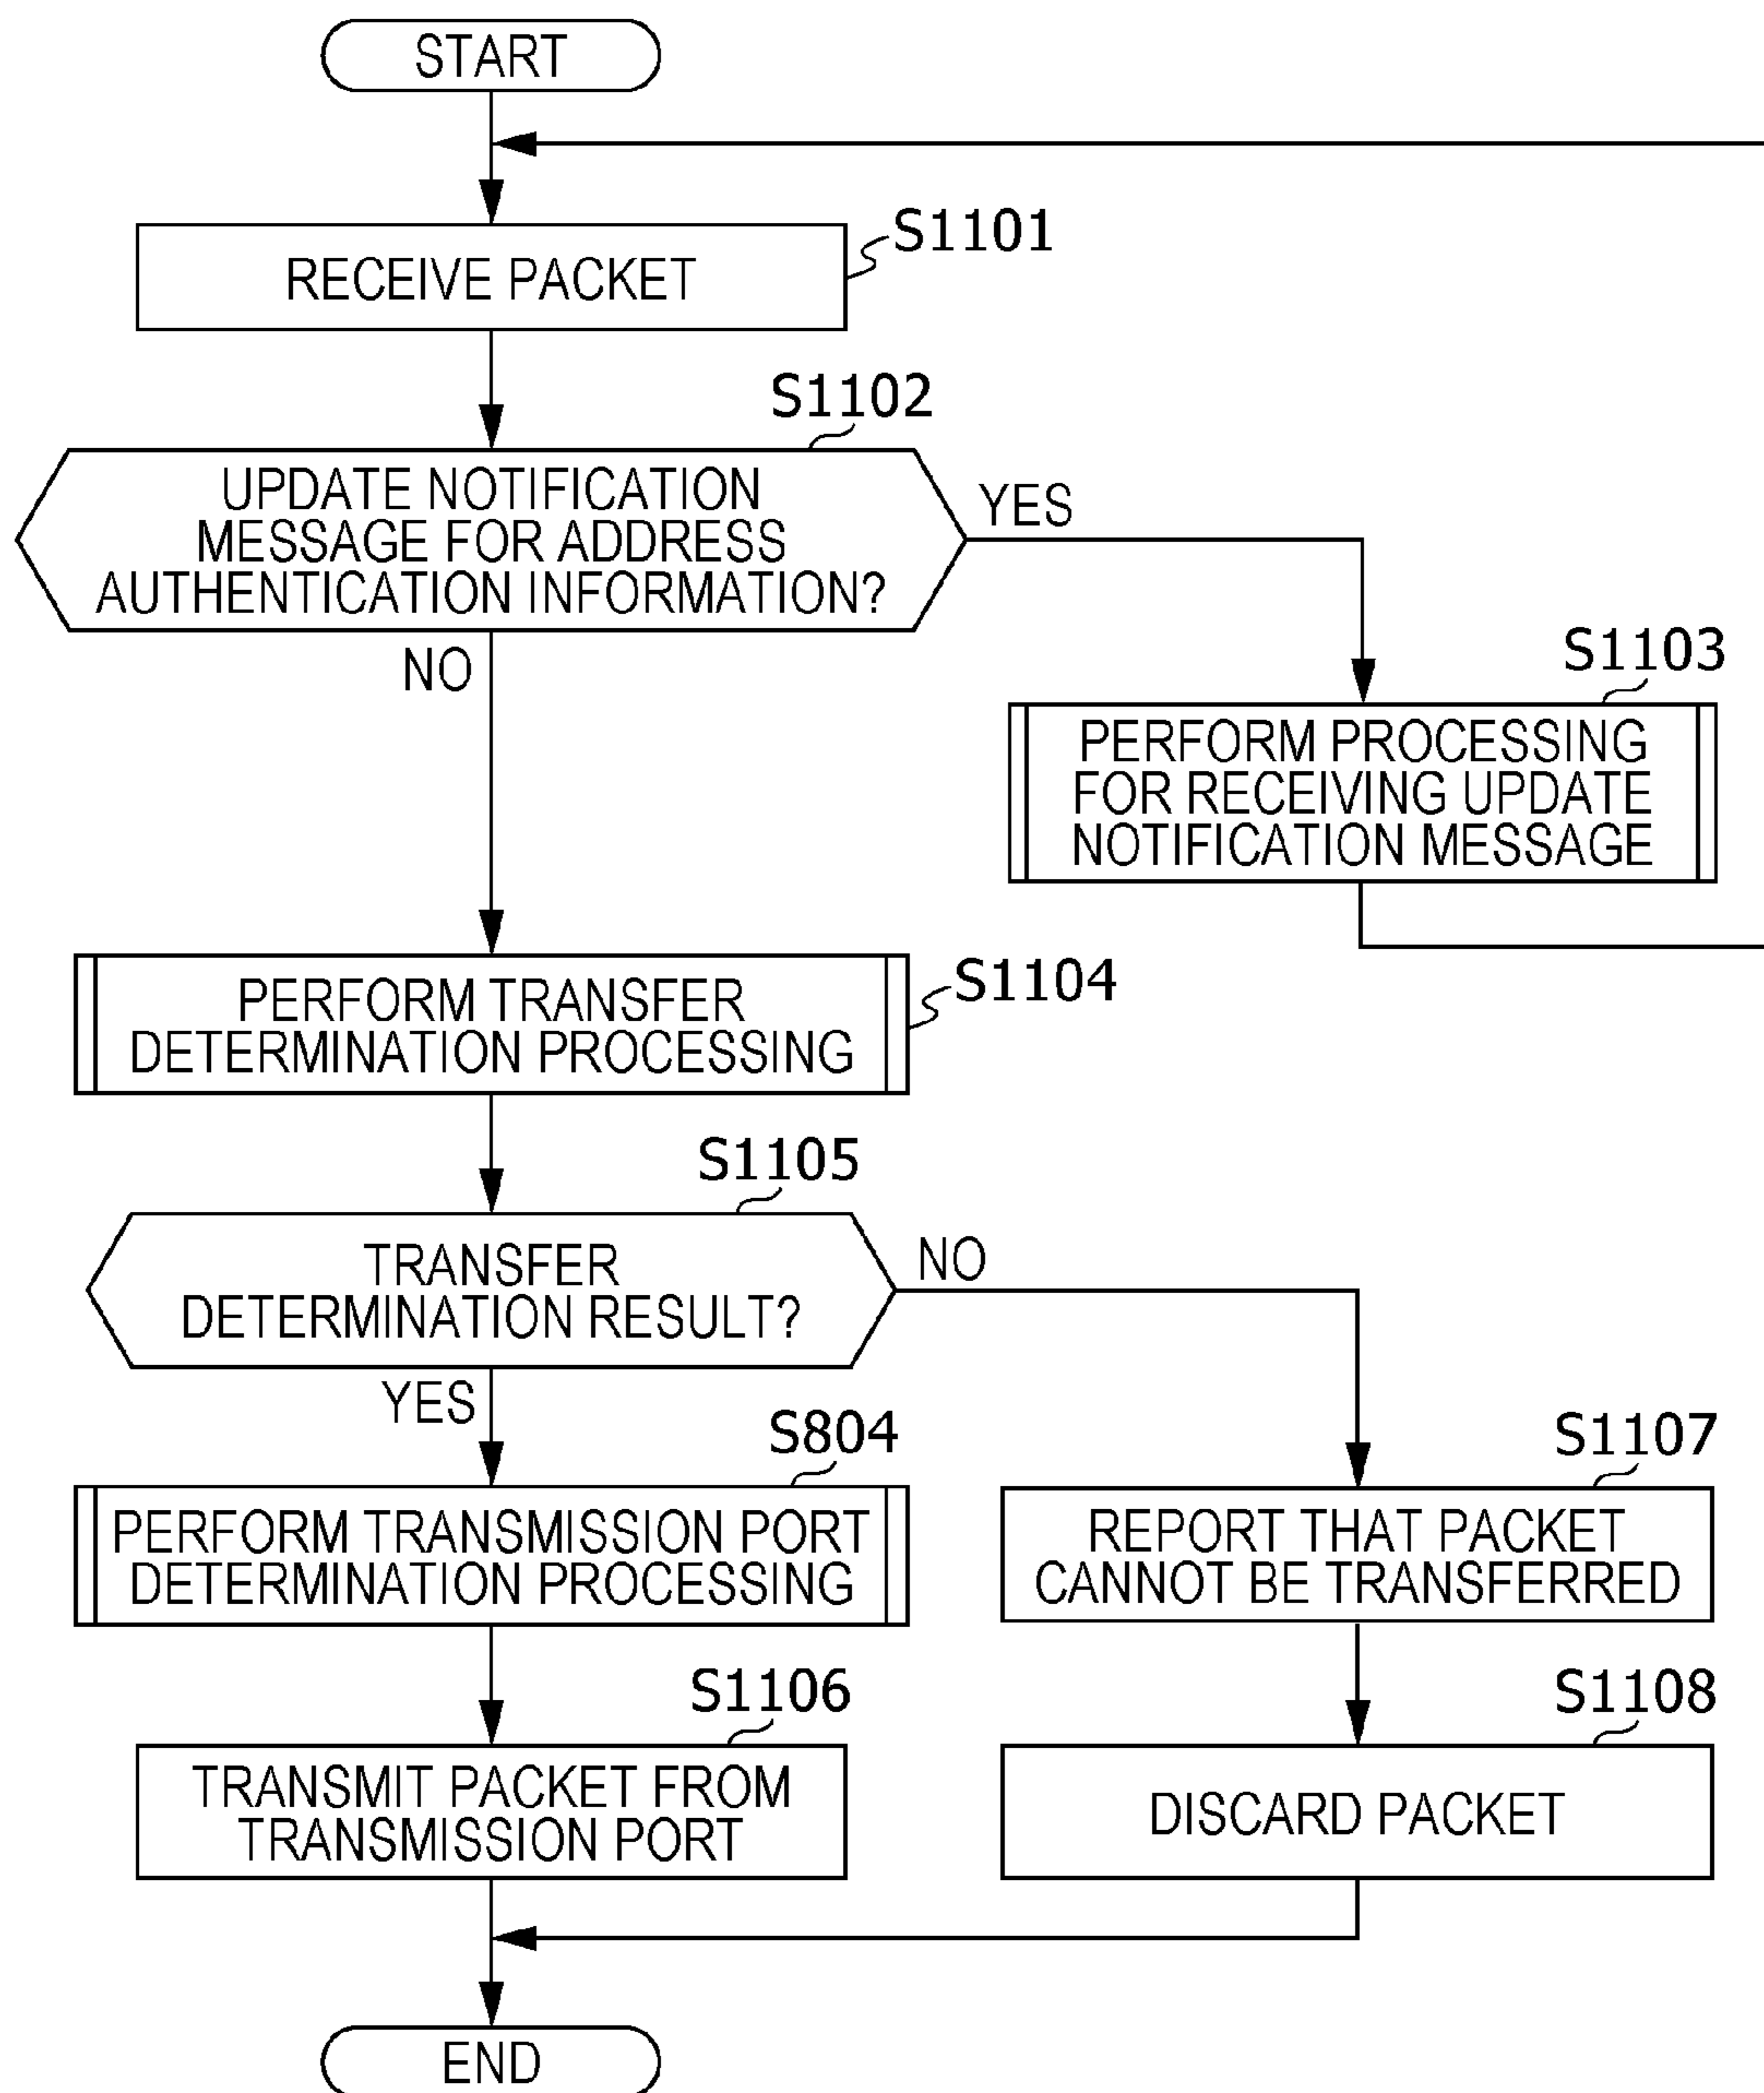 START
S1101
RECEIVE PACKET
S1102
UPDATE NOTIFICATION
MESSAGE FOR ADDRESS
AUTHENTICATION INFORMATION?
YES
NO
S1103
PERFORM PROCESSING
FOR RECEIVING UPDATE
NOTIFICATION MESSAGE
S1104
PERFORM TRANSFER
DETERMINATION PROCESSING
S1105
TRANSFER
DETERMINATION RESULT?
NO
YES
S804
PERFORM TRANSMISSION PORT
DETERMINATION PROCESSING
S1107
REPORT THAT PACKET
CANNOT BE TRANSFERRED
S1106
TRANSMIT PACKET FROM
TRANSMISSION PORT
S1108
DISCARD PACKET
END